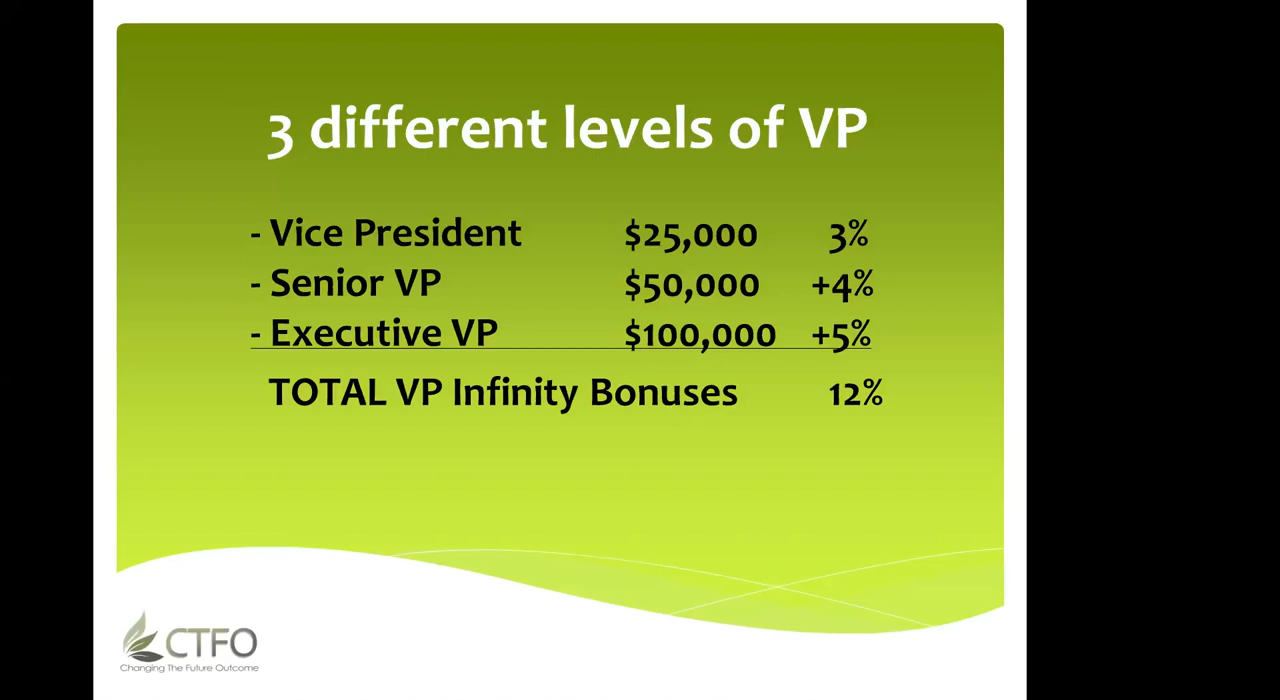 3 different levels of VP
- Vice President $25,000 3%
- Senior VP $50,000 +4%
- Executive VP $100,000 +5%
TOTAL VP Infinity Bonuses 12%
CTFO
Changing The Future Outcome